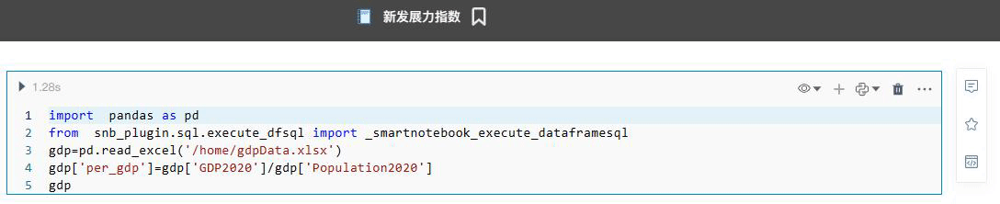 新发展力指数
1.28s
1 import  pandas as pd
2 from  snb_plugin.sql.execute_dfsql import _smartnotebook_execute_dataframesql
3 gdp=pd.read_excel('/home/gdpData.xlsx')
4 gdp['per_gdp']=gdp['GDP2020']/gdp['Population2020']
5 gdp